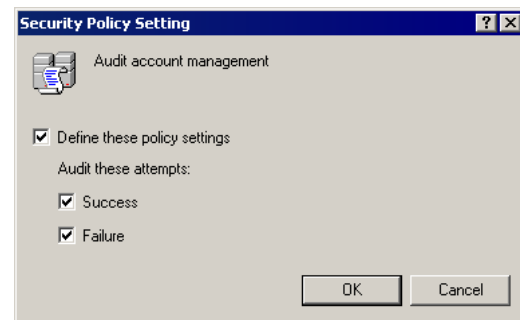 Security Policy Setting
Audit account management
Define these policy settings
Audit these attempts:
Success
Failure
OK Cancel